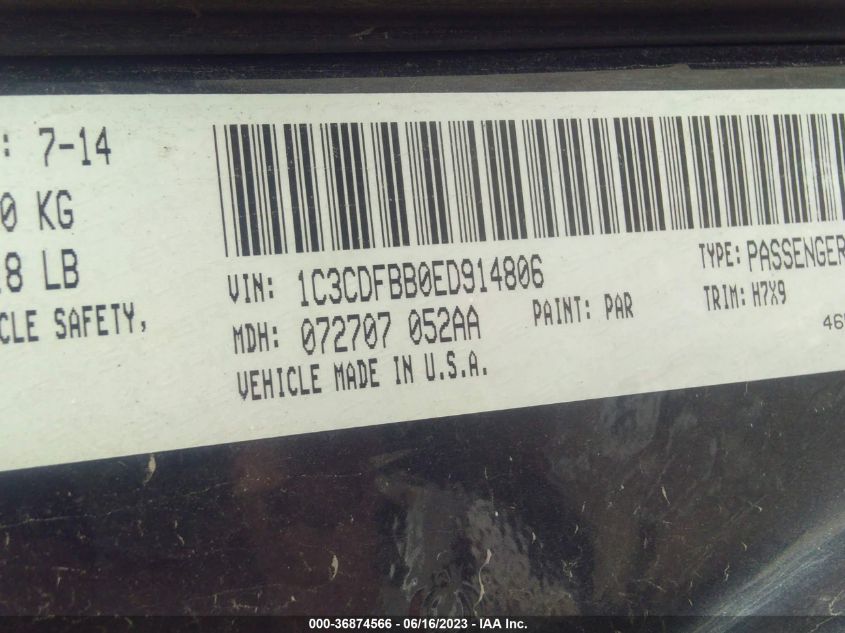 : 7-14
0 KG
8 LB
CLE SAFETY,
VIN: 1C3CDFBB0ED914806
TYPE: PASSENGER
MDH: 072707 052AA
PAINT: PAR
TRIM: H7X9
VEHICLE MADE IN U.S.A.
000-36874566 - 06/16/2023 - IAA Inc.